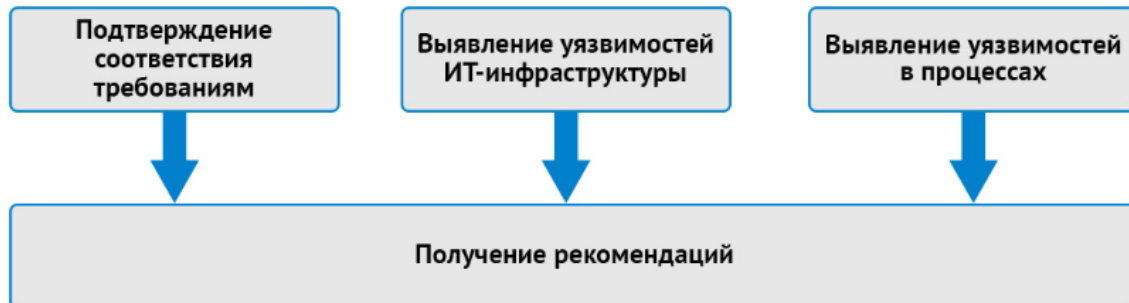 Подтверждение
соответствия
требованиям
Выявление уязвимостей
ИТ-инфраструктуры
Выявление уязвимостей
в процессах
Получение рекомендаций